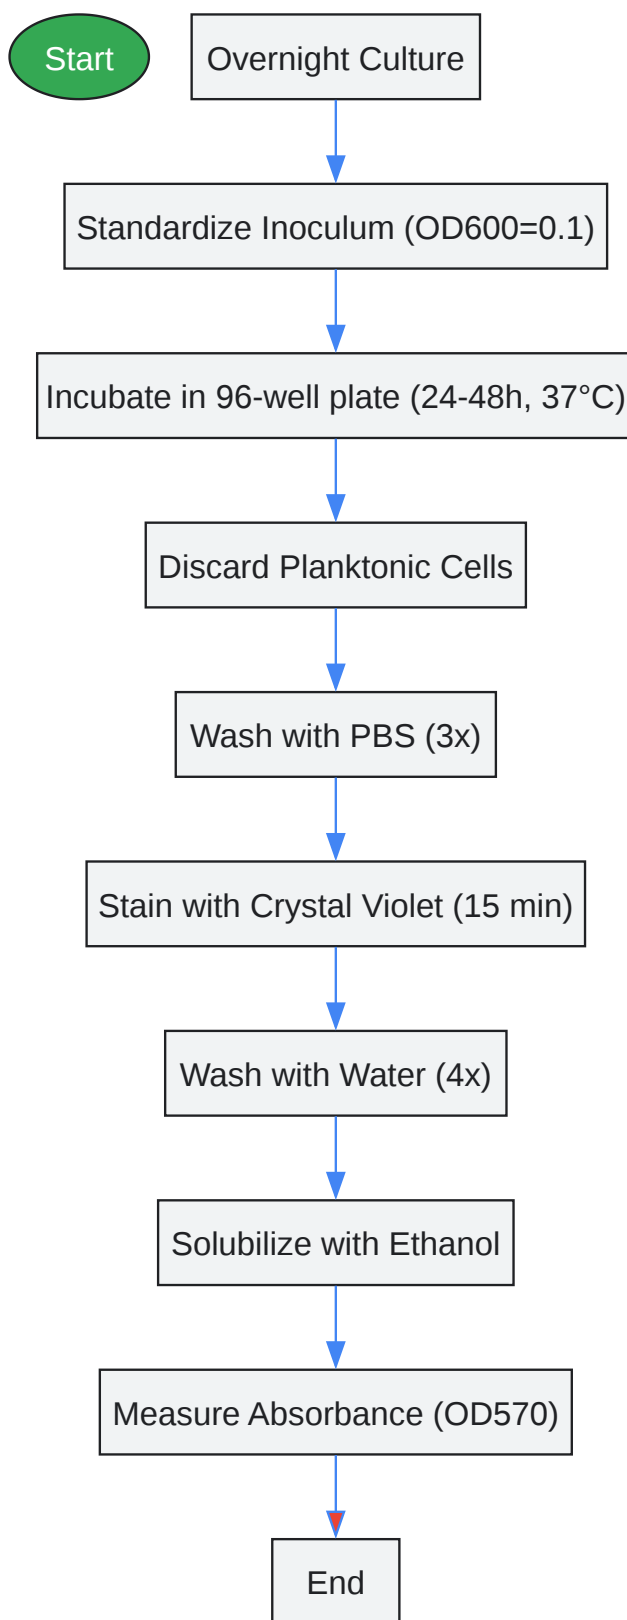 Start
Overnight Culture
Standardize Inoculum (OD600=0.1)
Incubate in 96-well plate (24-48h, 37°C)
Discard Planktonic Cells
Wash with PBS (3x)
Stain with Crystal Violet (15 min)
Wash with Water (4x)
Solubilize with Ethanol
Measure Absorbance (OD570)
End